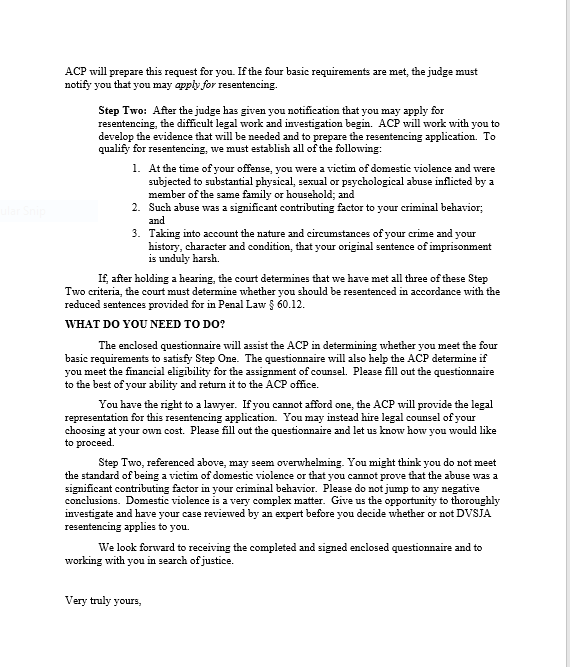 ACP will prepare this request for you. If the four basic requirements are met, the judge must
notify you that you may apply for resentencing.
Step Two: After the judge has given you notification that you may apply for
resentencing, the difficult legal work and investigation begin. ACP will work with you to
develop the evidence that will be needed and to prepare the resentencing application. To
qualify for resentencing, we must establish all of the following:
1. At the time of your offense, you were a victim of domestic violence and were
subjected to substantial physical, sexual or psychological abuse inflicted by a
member of the same family or household; and
2. Such abuse was a significant contributing factor to your criminal behavior;
and
3. Taking into account the nature and circumstances of your crime and your
history, character and condition, that your original sentence of imprisonment
is unduly harsh.
If, after holding a hearing, the court determines that we have met all three of these Step
Two criteria, the court must determine whether you should be resentenced in accordance with the
reduced sentences provided for in Penal Law § 60.12.
WHAT DO YOU NEED TO DO?
The enclosed questionnaire will assist the ACP in determining whether you meet the four
basic requirements to satisfy Step One. The questionnaire will also help the ACP determine if
you meet the financial eligibility for the assignment of counsel. Please fill out the questionnaire
to the best of your ability and return it to the ACP office.
You have the right to a lawyer. If you cannot afford one, the ACP will provide the legal
representation for this resentencing application. You may instead hire legal counsel of your
choosing at your own cost. Please fill out the questionnaire and let us know how you would like
to proceed.
Step Two, referenced above, may seem overwhelming. You might think you do not meet
the standard of being a victim of domestic violence or that you cannot prove that the abuse was a
significant contributing factor in your criminal behavior. Please do not jump to any negative
conclusions. Domestic violence is a very complex matter. Give us the opportunity to thoroughly
investigate and have your case reviewed by an expert before you decide whether or not DVSJA
resentencing applies to you.
We look forward to receiving the completed and signed enclosed questionnaire and to
working with you in search of justice.
Very truly yours,